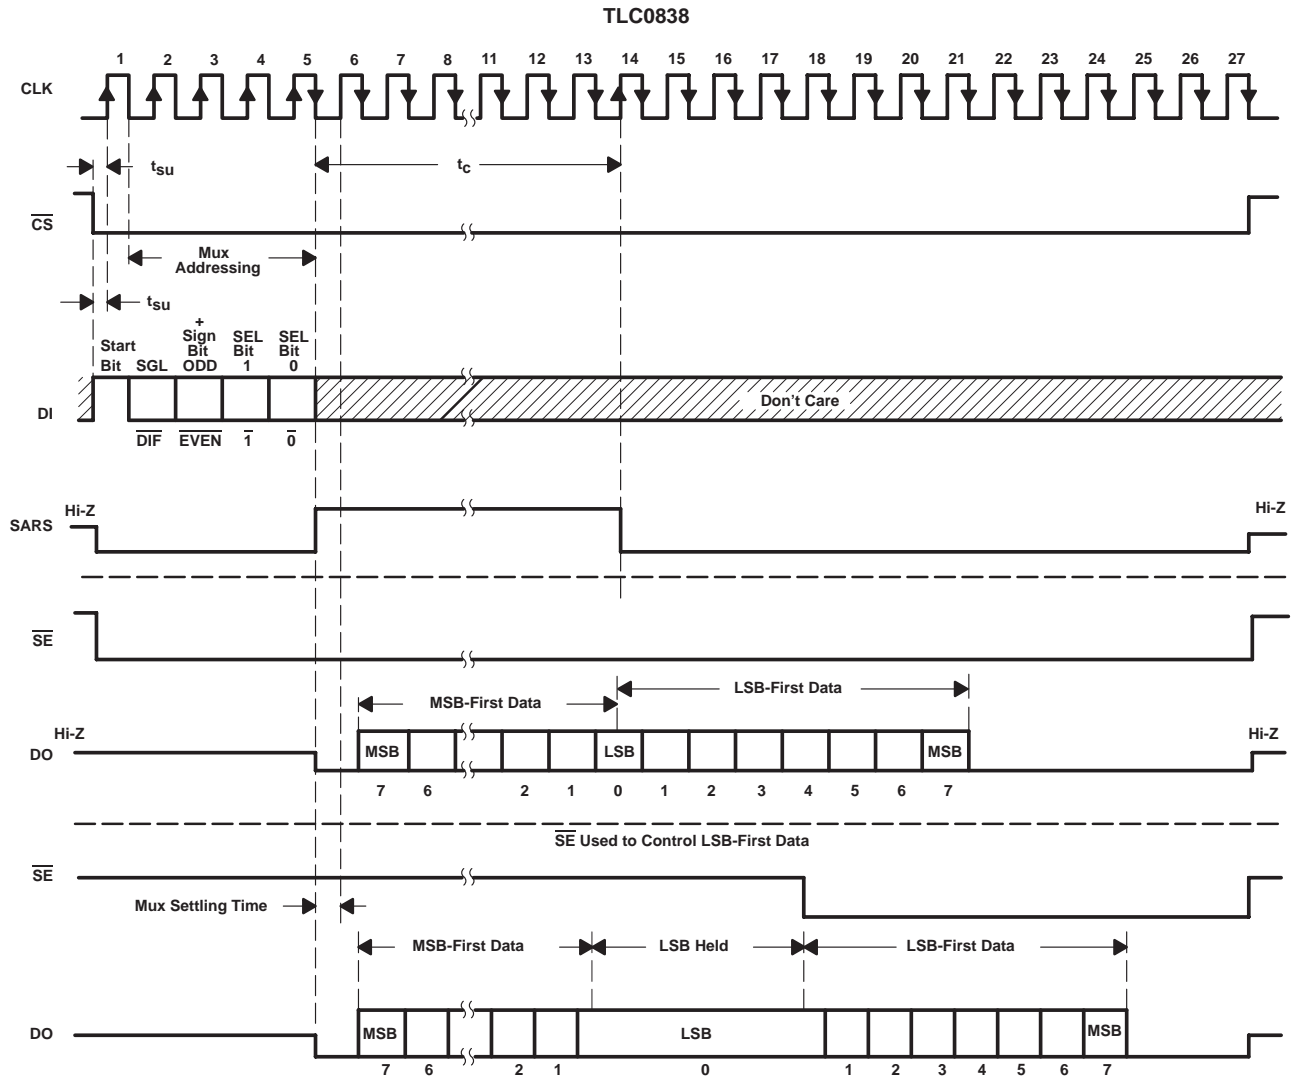 TLC0838
1 2 3 4 5 6 7 8 11 12 13 14 15 16 17 18 19 20 21 22 23 24 25 26 27
CLK
tsu
tc
CS
Mux
Addressing
tsu
+
Sign
Bit
ODD
Start
Bit
SGL
SEL
Bit
1
SEL
Bit
0
DI
Don't Care
DIF EVEN 1 0
Hi-Z
SARS
Hi-Z
SE
LSB-First Data
MSB-First Data
Hi-Z
DO
MSB LSB MSB
Hi-Z
7 6 2 1 0 1 2 3 4 5 6 7
SE Used to Control LSB-First Data
SE
Mux Settling Time
MSB-First Data LSB Held LSB-First Data
DO
MSB LSB MSB
7 6 2 1 0 1 2 3 4 5 6 7